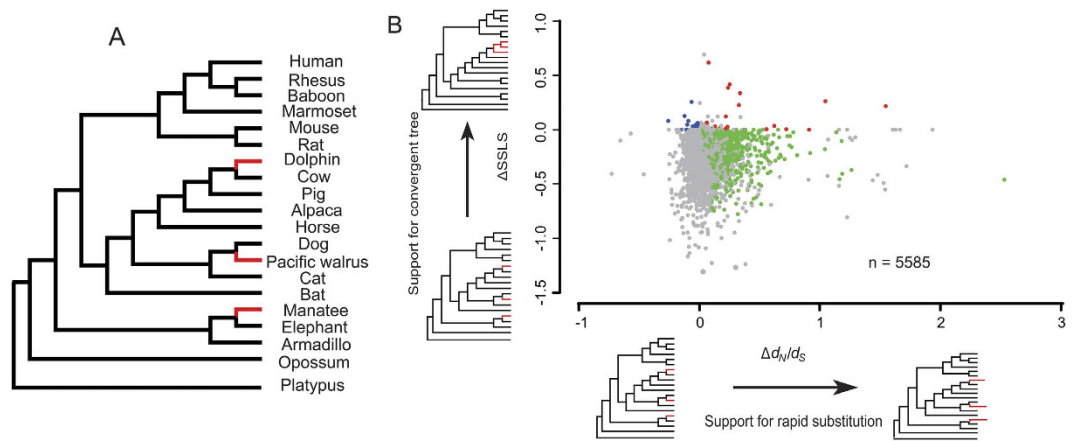 A
Human
Rhesus
Baboon
Marmoset
Mouse
Rat
Dolphin
Cow
Pig
Alpaca
Horse
Dog
Pacific walrus
Cat
Bat
Manatee
Elephant
Armadillo
Opossum
Platypus
B
Support for convergent tree
ΔSSLS
1.0
0.5
0.0
-0.5
-1.0
-1.5
n = 5585
-1
0
1
2
3
ΔdN/dS
Support for rapid substitution